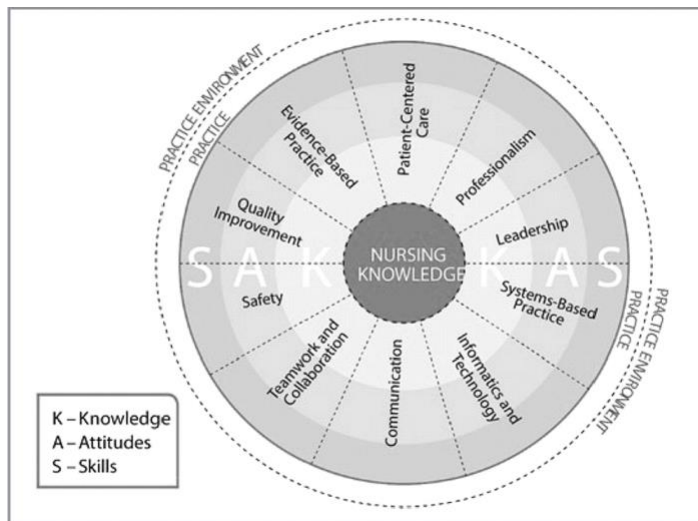 PRACTICE ENVIRONMENT
PRACTICE
Patient-Centered
Care
Professionalism
Leadership
Systems-Based
Practice
Informatics and
Technology
Communication
Teamwork and
Collaboration
Safety
Quality
Improvement
Evidence-Based
Practice
S A K
NURSING
KNOWLEDGE
K A S
PRACTICE
PRACTICE ENVIRONMENT
K – Knowledge
A – Attitudes
S – Skills